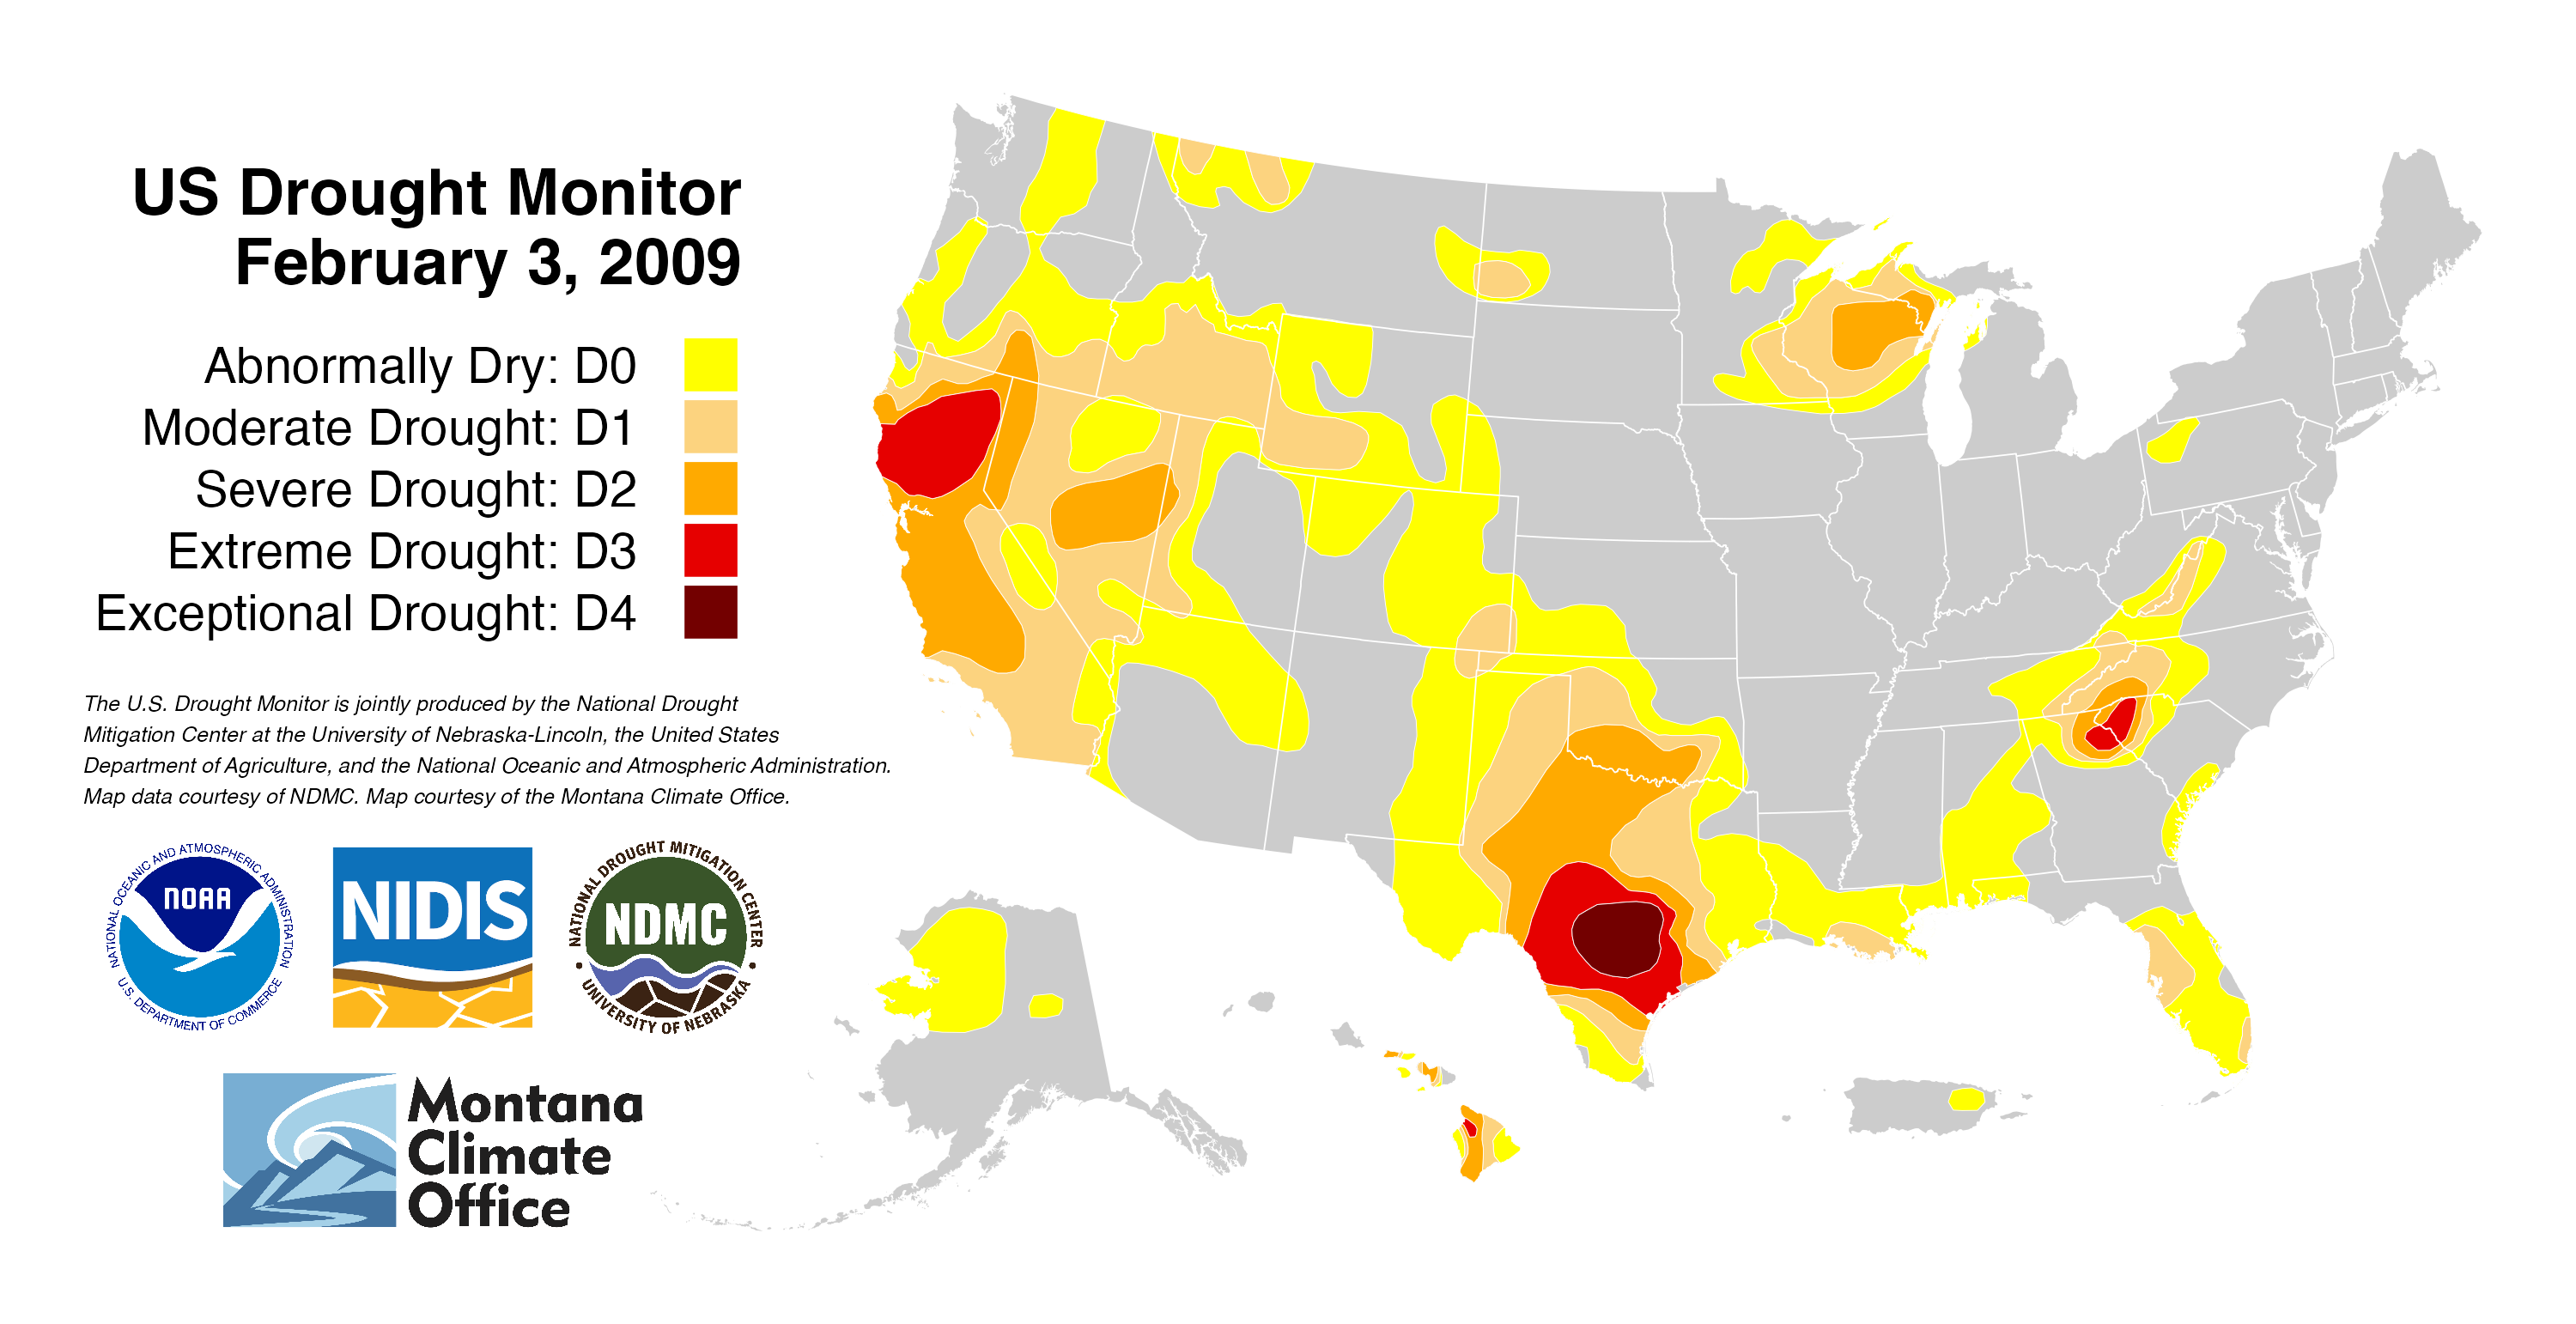 US Drought Monitor
February 3, 2009
Abnormally Dry: D0
Moderate Drought: D1
Severe Drought: D2
Extreme Drought: D3
Exceptional Drought: D4
The U.S. Drought Monitor is jointly produced by the National Drought
Mitigation Center at the University of Nebraska-Lincoln, the United States
Department of Agriculture, and the National Oceanic and Atmospheric Administration.
Map data courtesy of NDMC. Map courtesy of the Montana Climate Office.
NATIONAL OCEANIC AND ATMOSPHERIC ADMINISTRATION
NOAA
U.S. DEPARTMENT OF COMMERCE
NIDIS
NATIONAL DROUGHT MITIGATION CENTER
NDMC
UNIVERSITY OF NEBRASKA
Montana
Climate
Office